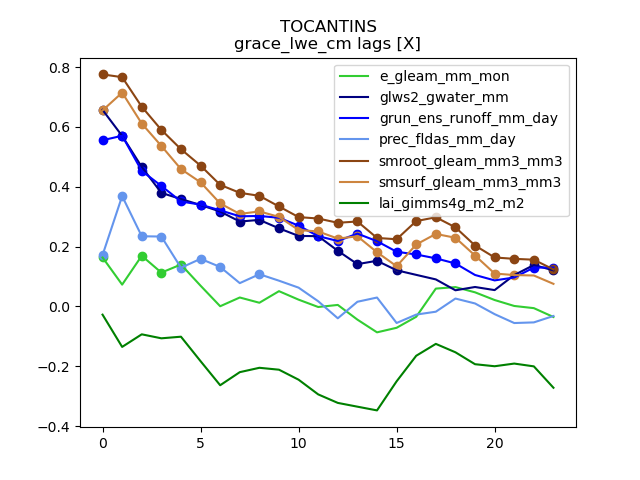 TOCANTINS
grace_lwe_cm lags [X]
e_gleam_mm_mon
glws2_gwater_mm
grun_ens_runoff_mm_day
prec_fldas_mm_day
smroot_gleam_mm3_mm3
smsurf_gleam_mm3_mm3
lai_gimms4g_m2_m2
0.8
0.6
0.4
0.2
0.0
−0.2
−0.4
0 5 10 15 20